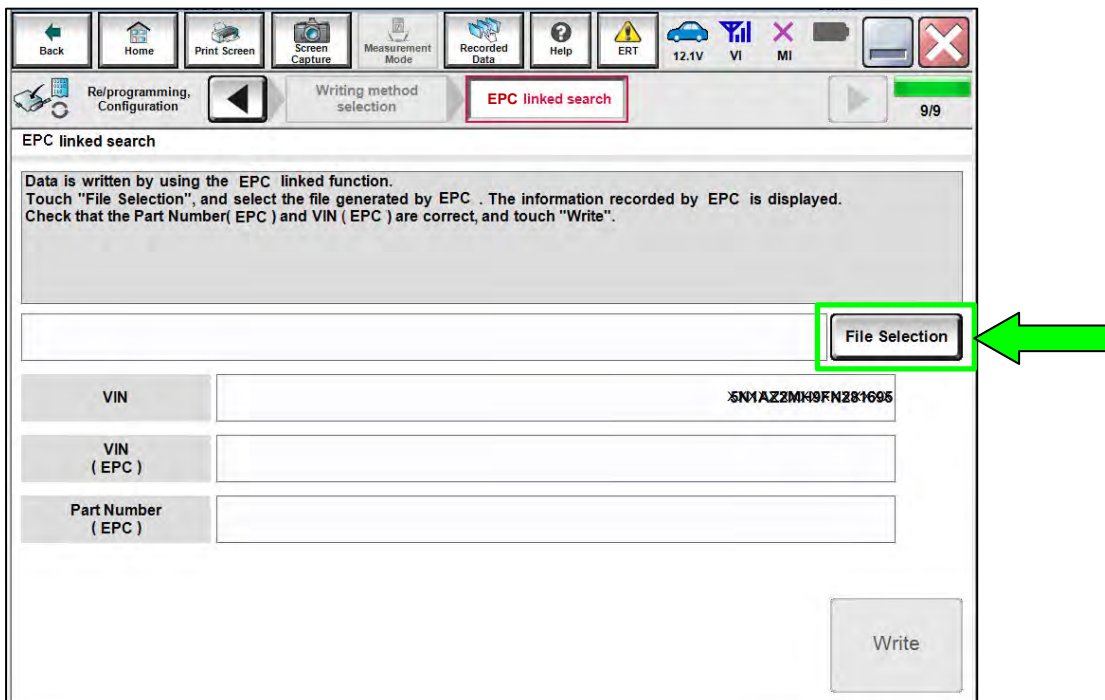 Back
Home
Print Screen
Screen Capture
Measurement Mode
Recorded Data
Help
ERT
12.1V
VI
MI
Re/programming, Configuration
Writing method selection
EPC linked search
9/9
EPC linked search
Data is written by using the EPC linked function.
Touch "File Selection", and select the file generated by EPC . The information recorded by EPC is displayed.
Check that the Part Number( EPC ) and VIN ( EPC ) are correct, and touch "Write".
File Selection
VIN
VIN
( EPC )
Part Number
( EPC )
Write